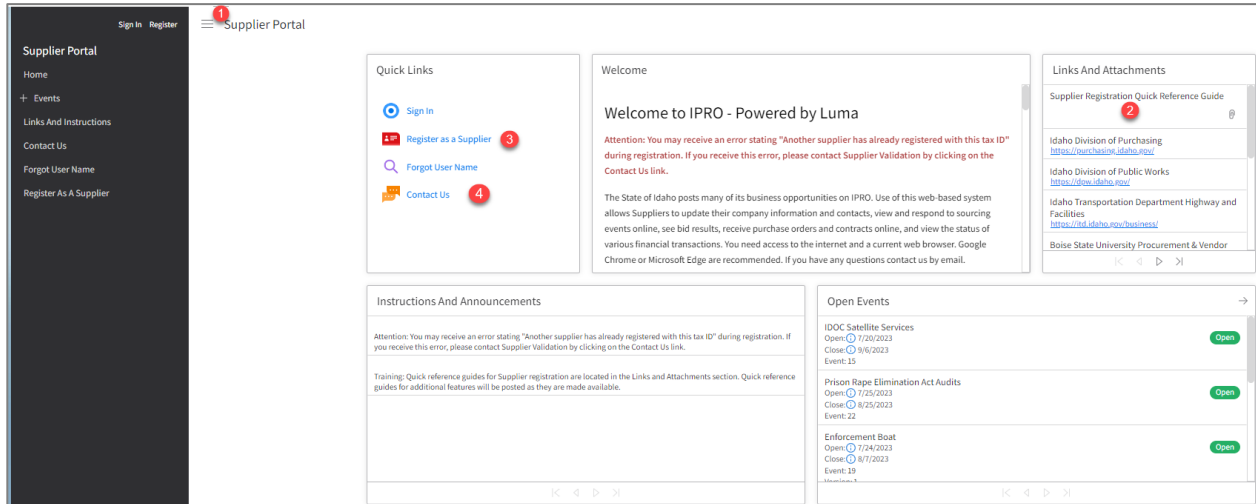 Sign In Register
Supplier Portal
Home
+ Events
Links And Instructions
Contact Us
Forgot User Name
Register As A Supplier
1
Supplier Portal
Quick Links
Sign In
Register as a Supplier 3
Forgot User Name
Contact Us 4
Welcome
Welcome to IPRO - Powered by Luma
Attention: You may receive an error stating "Another supplier has already registered with this tax ID"
during registration. If you receive this error, please contact Supplier Validation by clicking on the
Contact Us link.
The State of Idaho posts many of its business opportunities on IPRO. Use of this web-based system
allows Suppliers to update their company information and contacts, view and respond to sourcing
events online, see bid results, receive purchase orders and contracts online, and view the status of
various financial transactions. You need access to the internet and a current web browser. Google
Chrome or Microsoft Edge are recommended. If you have any questions contact us by email.
Links And Attachments
Supplier Registration Quick Reference Guide
2
Idaho Division of Purchasing
https://purchasing.idaho.gov/
Idaho Division of Public Works
https://dpw.idaho.gov/
Idaho Transportation Department Highway and
Facilities
https://itd.idaho.gov/business/
Boise State University Procurement & Vendor
Instructions And Announcements
Attention: You may receive an error stating "Another supplier has already registered with this tax ID" during registration. If
you receive this error, please contact Supplier Validation by clicking on the Contact Us link.
Training: Quick reference guides for Supplier registration are located in the Links and Attachments section. Quick reference
guides for additional features will be posted as they are made available.
Open Events
IDOC Satellite Services
Open: 7/20/2023
Close: 9/6/2023
Event: 15
Open
Prison Rape Elimination Act Audits
Open: 7/25/2023
Close: 8/25/2023
Event: 22
Open
Enforcement Boat
Open: 7/24/2023
Close: 8/7/2023
Event: 19
Version: 1
Open